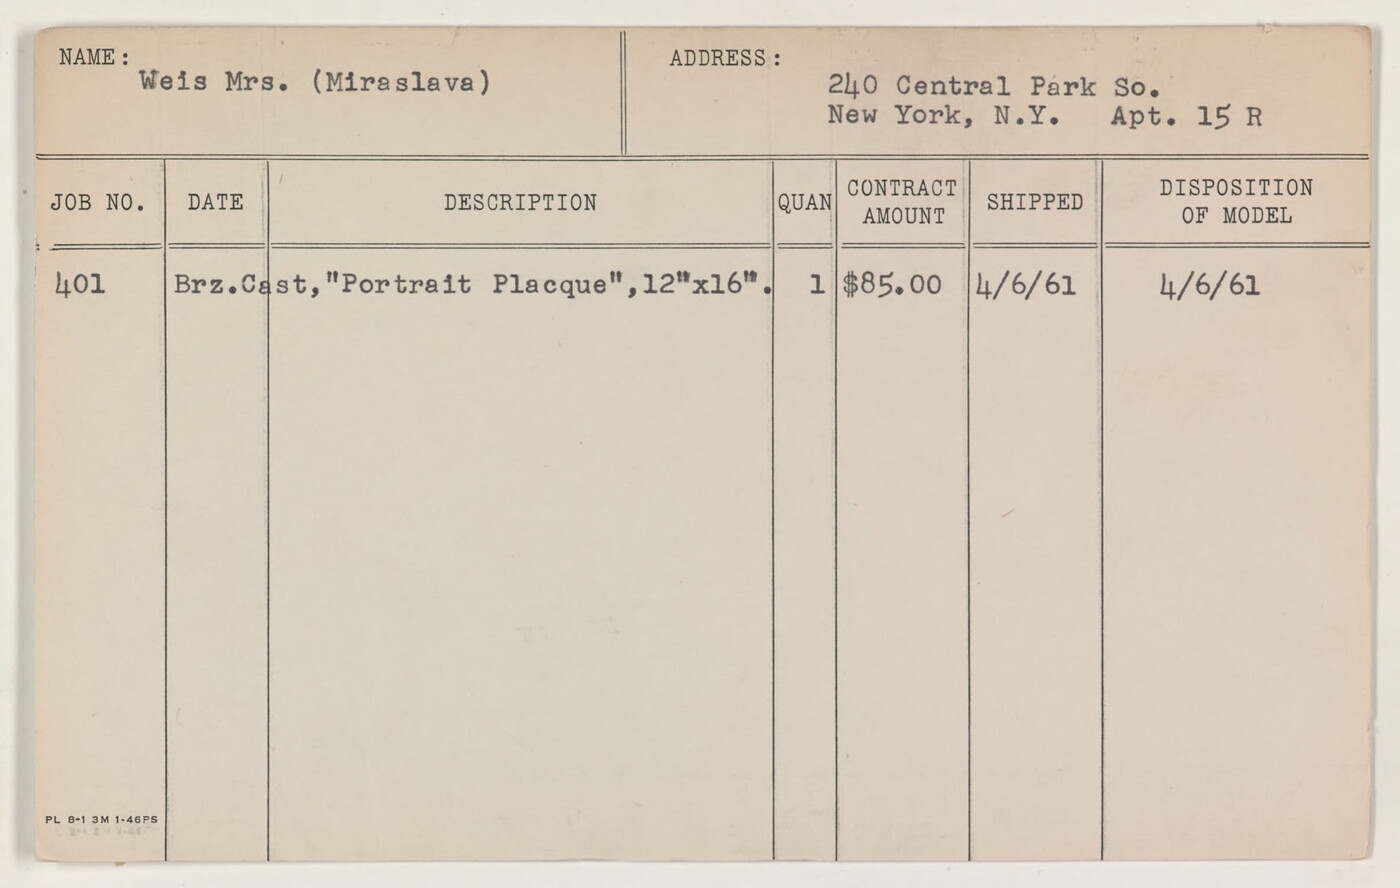 NAME:
Weis Mrs. (Miraslava)
ADDRESS:
240 Central Park So.
New York, N.Y. Apt. 15 R
JOB NO. DATE DESCRIPTION QUAN CONTRACT AMOUNT SHIPPED DISPOSITION OF MODEL
401 Brz.Cast,"Portrait Placque",12"x16". 1 $85.00 4/6/61 4/6/61
PL 8-1 3M 1-46PS